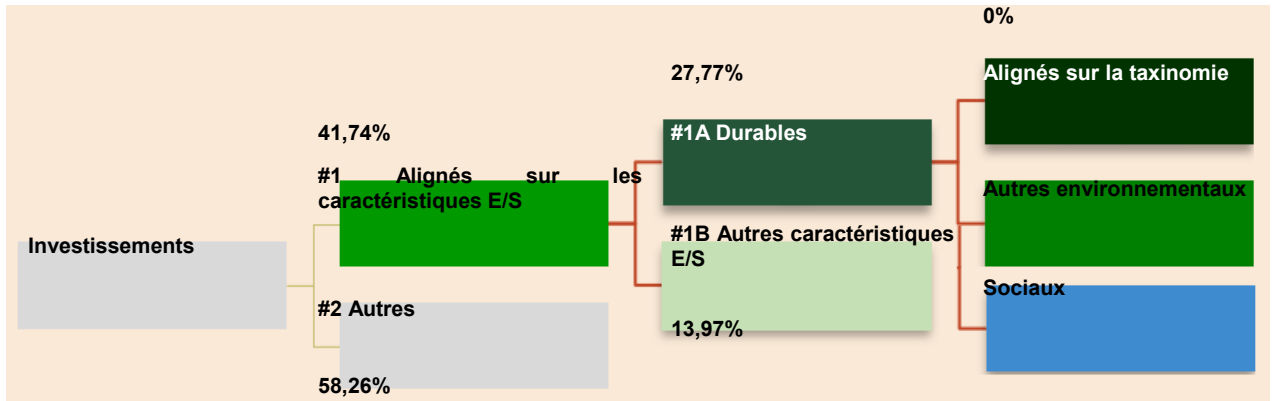 Investissements
41,74%
#1 Alignés sur les
caractéristiques E/S
#2 Autres
58,26%
27,77%
#1A Durables
#1B Autres caractéristiques
E/S
13,97%
0%
Alignés sur la taxinomie
Autres environnementaux
Sociaux